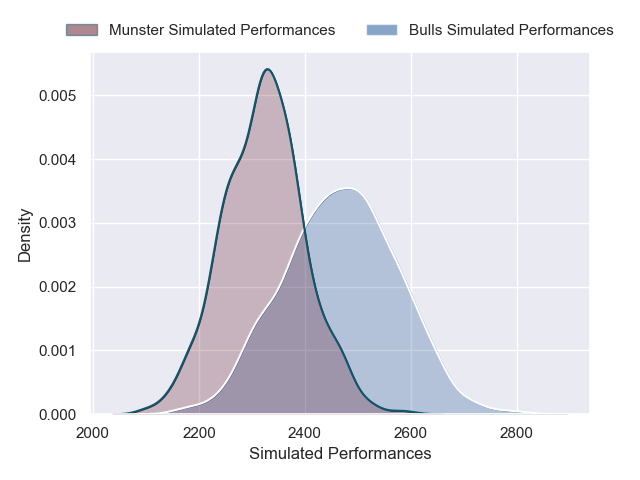 Munster Simulated Performances Bulls Simulated Performances
0.005
0.004
0.003
0.002
0.001
0.000
Density
2000 2200 2400 2600 2800
Simulated Performances